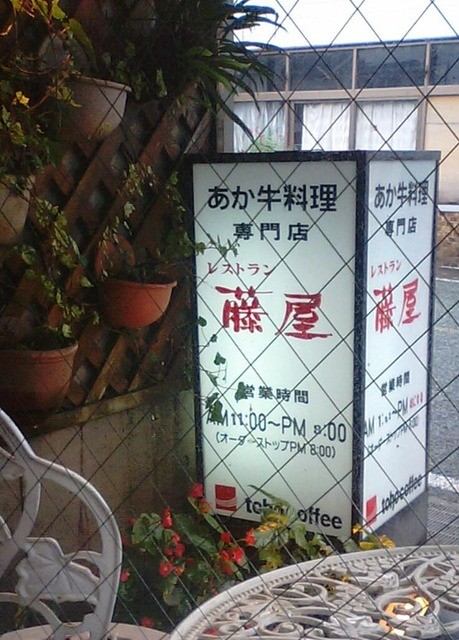 あか牛料理
専門店
レストラン
藤屋
営業時間
AM11:00〜PM 8:00
(オーダーストップPM 8:00)
toho coffee
あか牛料理
専門店
レストラン
藤屋
営業時間
toho coffee